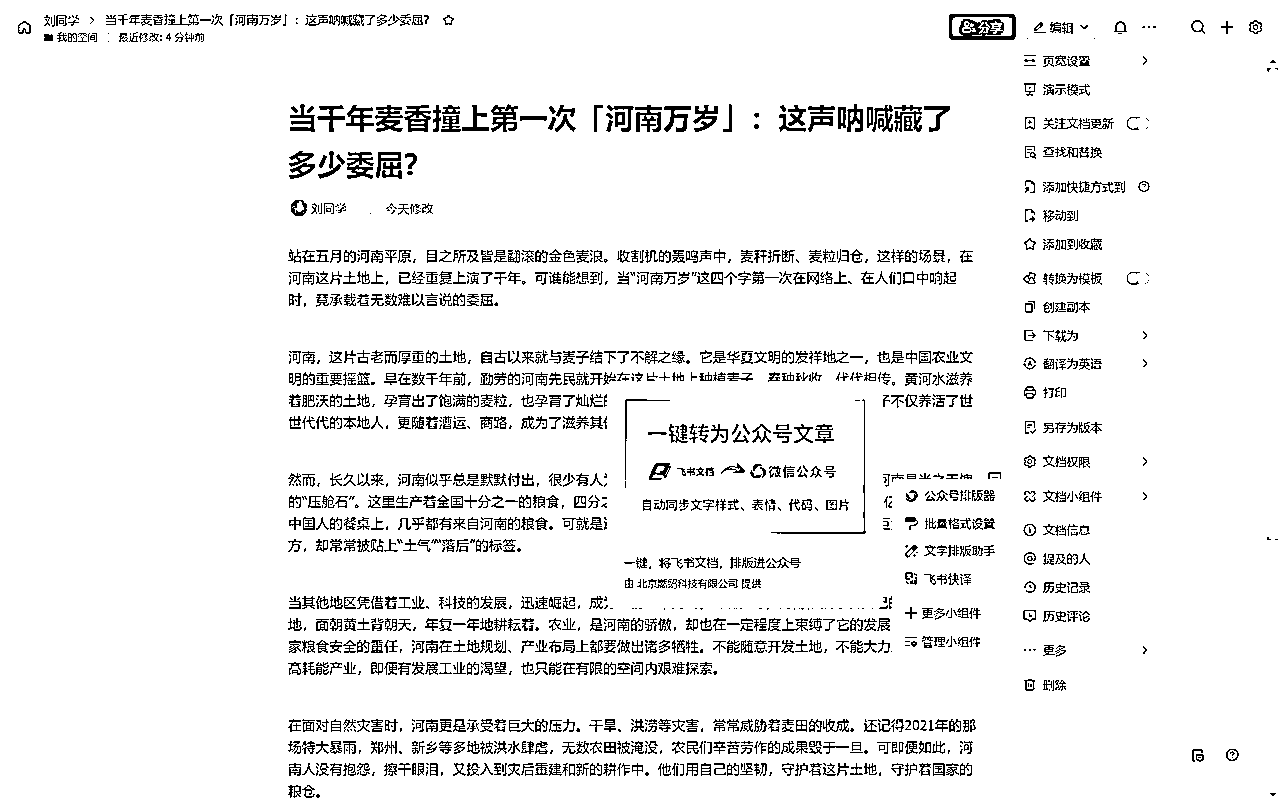 刘同学 > 当千年麦香撞上第一次「河南万岁」：这声呐喊藏了多少委屈？
我的空间 | 最近修改: 4 分钟前
分享
编辑
当千年麦香撞上第一次「河南万岁」：这声呐喊藏了
多少委屈？
刘同学 今天修改
站在五月的河南平原，目之所及皆是翻滚的金色麦浪。收割机的轰鸣声中，麦秆折断、麦粒归仓，这样的场景，在
河南这片土地上，已经重复上演了千年。可谁能想到，当“河南万岁”这四个字第一次在网络上、在人们口中响起
时，竟承载着无数难以言说的委屈。
河南，这片古老而厚重的土地，自古以来就与麦子结下了不解之缘。它是华夏文明的发祥地之一，也是中国农业文
明的重要摇篮。早在数千年前，勤劳的河南先民就开始在这片土地上种植麦子，春种秋收，代代相传。黄河水滋养
着肥沃的土地，孕育出了饱满的麦粒，也孕育了灿烂的
子不仅养活了世
世代代的本地人，更随着漕运、商路，成为了滋养其
然而，长久以来，河南似乎总是默默付出，很少有人
的“压舱石”。这里生产着全国十分之一的粮食，四分之
中国人的餐桌上，几乎都有来自河南的粮食。可就是
方，却常常被贴上“土气”“落后”的标签。
当其他地区凭借着工业、科技的发展，迅速崛起，成
地，面朝黄土背朝天，年复一年地耕耘着。农业，是河南的骄傲，却也在一定程度上束缚了它的发展
家粮食安全的重任，河南在土地规划、产业布局上都要做出诸多牺牲。不能随意开发土地，不能大力
高耗能产业，即便有发展工业的渴望，也只能在有限的空间内艰难探索。
在面对自然灾害时，河南更是承受着巨大的压力。干旱、洪涝等灾害，常常威胁着麦田的收成。还记得2021年的那
场特大暴雨，郑州、新乡等多地被洪水肆虐，无数农田被淹没，农民们辛苦劳作的成果毁于一旦。可即便如此，河
南人没有抱怨，擦干眼泪，又投入到灾后重建和新的耕作中。他们用自己的坚韧，守护着这片土地，守护着国家的
粮仓。
一键转为公众号文章
飞书文档 微信公众号
自动同步文字样式、表情、代码、图片
一键，将飞书文档，排版进公众号
公众号排版器
批量格式设置
文字排版助手
飞书快译
更多小组件
管理小组件
页宽设置
演示模式
关注文档更新
查找和替换
添加快捷方式到
移动到
添加到收藏
转换为模板
创建副本
下载为
翻译为英语
打印
另存为版本
文档权限
文档小组件
文档信息
提及的人
历史记录
历史评论
更多
删除